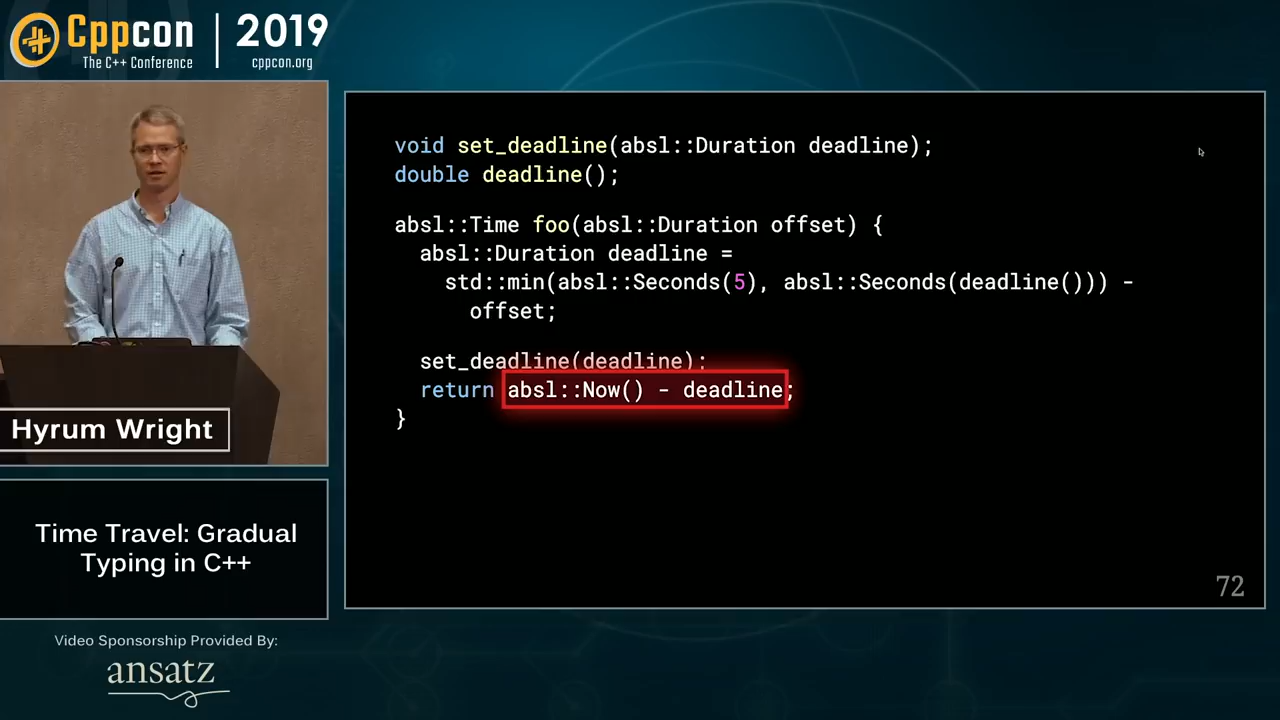 Cppcon
The C++ Conference
2019
cppcon.org
void set_deadline(absl::Duration deadline);
double deadline();
absl::Time foo(absl::Duration offset) {
absl::Duration deadline =
std::min(absl::Seconds(5), absl::Seconds(deadline())) -
offset;
set_deadline(deadline);
return absl::Now() - deadline;
}
72
Hyrum Wright
Time Travel: Gradual
Typing in C++
Video Sponsorship Provided By:
ansatz